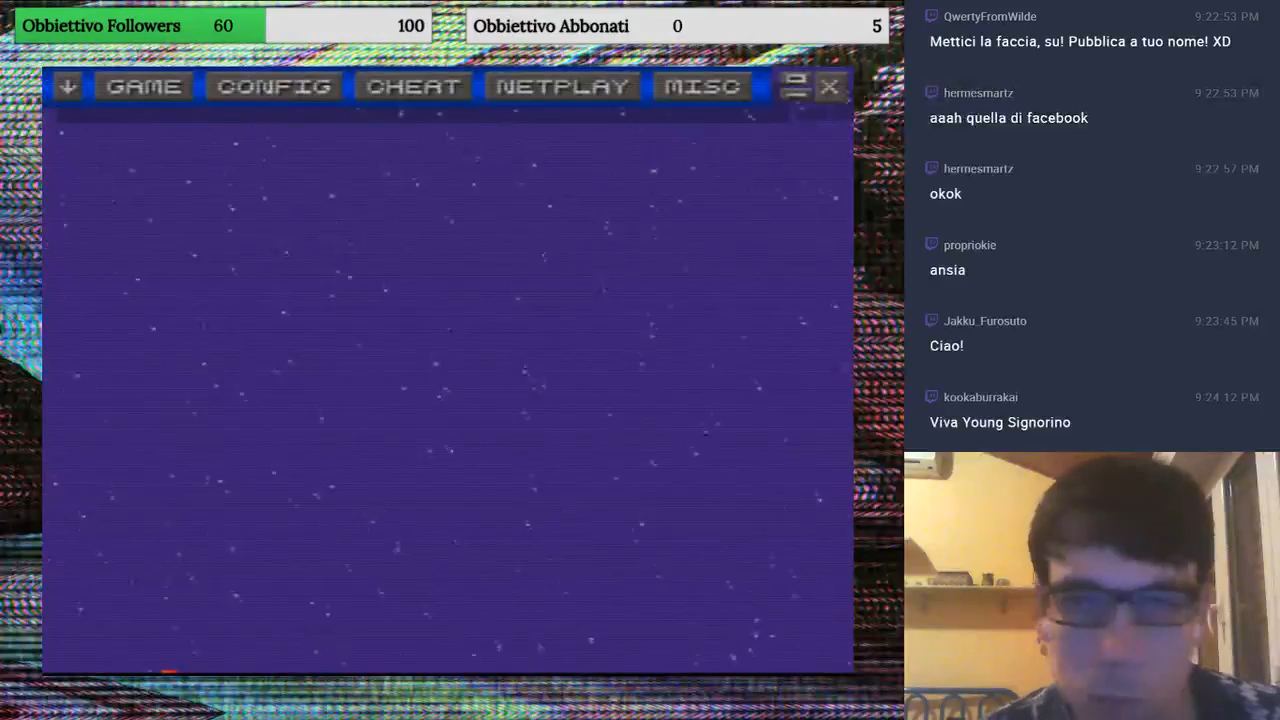 Obbiettivo Followers 60 100 Obbiettivo Abbonati 0 5
GAME CONFIG CHEAT NETPLAY MISC
QwertyFromWilde 9:22:53 PM
Mettici la faccia, su! Pubblica a tuo nome! XD
hermesmartz 9:22:53 PM
aaah quella di facebook
hermesmartz 9:22:57 PM
okok
propriokie 9:23:12 PM
ansia
Jakku_Furosuto 9:23:45 PM
Ciao!
kookaburrakai 9:24:12 PM
Viva Young Signorino